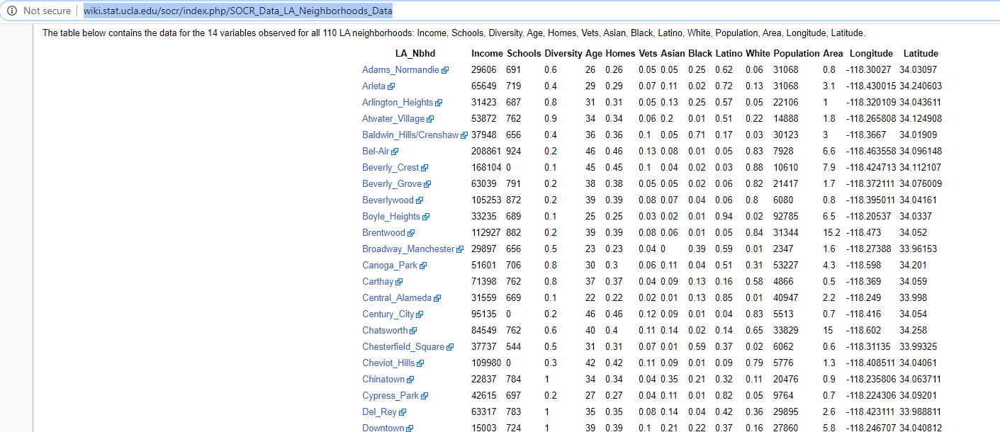 Not secure | wiki.stat.ucla.edu/socr/index.php/SOCR_Data_LA_Neighborhoods_Data
The table below contains the data for the 14 variables observed for all 110 LA neighborhoods: Income, Schools, Diversity, Age, Homes, Vets, Asian, Black, Latino, White, Population, Area, Longitude, Latitude.
LA_Nbhd Income Schools Diversity Age Homes Vets Asian Black Latino White Population Area Longitude Latitude
Adams_Normandie 29606 691 0.6 26 0.26 0.05 0.05 0.25 0.62 0.06 31068 0.8 -118.30027 34.03097
Arleta 65649 719 0.4 29 0.29 0.07 0.11 0.02 0.72 0.13 31068 3.1 -118.430015 34.240603
Arlington_Heights 31423 687 0.8 31 0.31 0.05 0.13 0.25 0.57 0.05 22106 1 -118.320109 34.043611
Atwater_Village 53872 762 0.9 34 0.34 0.06 0.2 0.01 0.51 0.22 14888 1.8 -118.265808 34.124908
Baldwin_Hills/Crenshaw 37948 656 0.4 36 0.36 0.1 0.05 0.71 0.17 0.03 30123 3 -118.3667 34.01909
Bel-Air 208861 924 0.2 46 0.46 0.13 0.08 0.01 0.05 0.83 7928 6.6 -118.463558 34.096148
Beverly_Crest 168104 0 0.1 45 0.45 0.1 0.04 0.02 0.03 0.88 10610 7.9 -118.424713 34.112107
Beverly_Grove 63039 791 0.2 38 0.38 0.05 0.05 0.02 0.06 0.82 21417 1.7 -118.372111 34.076009
Beverlywood 105253 872 0.2 39 0.39 0.08 0.07 0.04 0.06 0.8 6080 0.8 -118.395011 34.04161
Boyle_Heights 33235 689 0.1 25 0.25 0.03 0.02 0.01 0.94 0.02 92785 6.5 -118.20537 34.0337
Brentwood 112927 882 0.2 39 0.39 0.08 0.06 0.01 0.05 0.84 31344 15.2 -118.473 34.052
Broadway_Manchester 29897 656 0.5 23 0.23 0.04 0 0.39 0.59 0.01 2347 1.6 -118.27388 33.96153
Canoga_Park 51601 706 0.8 30 0.3 0.06 0.11 0.04 0.51 0.31 53227 4.3 -118.598 34.201
Carthay 71398 762 0.8 37 0.37 0.04 0.09 0.13 0.16 0.58 4866 0.5 -118.369 34.059
Central_Alameda 31559 669 0.1 22 0.22 0.02 0.01 0.13 0.85 0.01 40947 2.2 -118.249 33.998
Century_City 95135 0 0.2 46 0.46 0.12 0.09 0.01 0.04 0.83 5513 0.7 -118.416 34.054
Chatsworth 84549 762 0.6 40 0.4 0.11 0.14 0.02 0.14 0.65 33829 15 -118.602 34.258
Chesterfield_Square 37737 544 0.5 31 0.31 0.07 0.01 0.59 0.37 0.02 6062 0.6 -118.31135 33.99325
Cheviot_Hills 109980 0 0.3 42 0.42 0.11 0.09 0.01 0.09 0.79 5776 1.3 -118.408511 34.04061
Chinatown 22837 784 1 34 0.34 0.04 0.35 0.21 0.32 0.11 20476 0.9 -118.235806 34.063711
Cypress_Park 42615 697 0.2 27 0.27 0.04 0.11 0.01 0.82 0.05 9764 0.7 -118.224306 34.09201
Del_Rey 63317 783 1 35 0.35 0.08 0.14 0.04 0.42 0.36 29895 2.6 -118.423111 33.988811
Downtown 15003 724 1 39 0.39 0.1 0.21 0.22 0.37 0.16 27860 5.8 -118.246707 34.040812